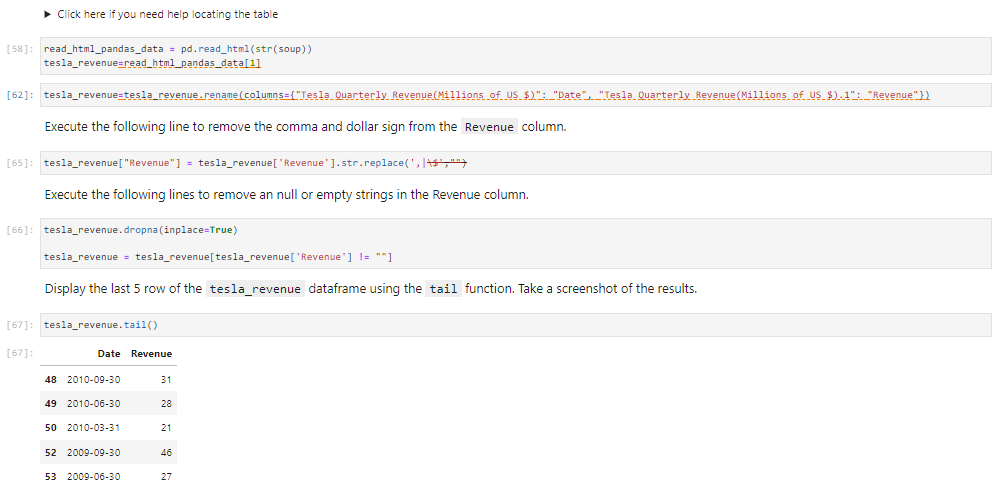 ▶ Click here if you need help locating the table
[58]: read_html_pandas_data = pd.read_html(str(soup))
tesla_revenue=read_html_pandas_data[1]
[62]: tesla_revenue=tesla_revenue.rename(columns={"Tesla Quarterly Revenue(Millions of US $)": "Date", "Tesla Quarterly Revenue(Millions of US $).1": "Revenue"})
Execute the following line to remove the comma and dollar sign from the Revenue column.
[65]: tesla_revenue["Revenue"] = tesla_revenue['Revenue'].str.replace(',|\$',"")
Execute the following lines to remove an null or empty strings in the Revenue column.
[66]: tesla_revenue.dropna(inplace=True)
tesla_revenue = tesla_revenue[tesla_revenue['Revenue'] != ""]
Display the last 5 row of the tesla_revenue dataframe using the tail function. Take a screenshot of the results.
[67]: tesla_revenue.tail()
[67]:
Date Revenue
48 2010-09-30 31
49 2010-06-30 28
50 2010-03-31 21
52 2009-09-30 46
53 2009-06-30 27